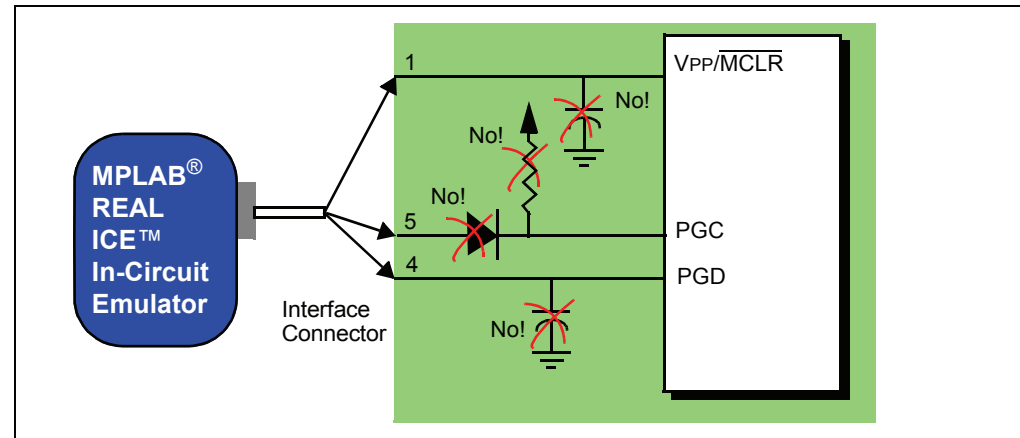 1
VPP/MCLR
No!
No!
MPLAB®
REAL
ICE™
In-Circuit
Emulator
No!
5
PGC
4
PGD
Interface
Connector
No!